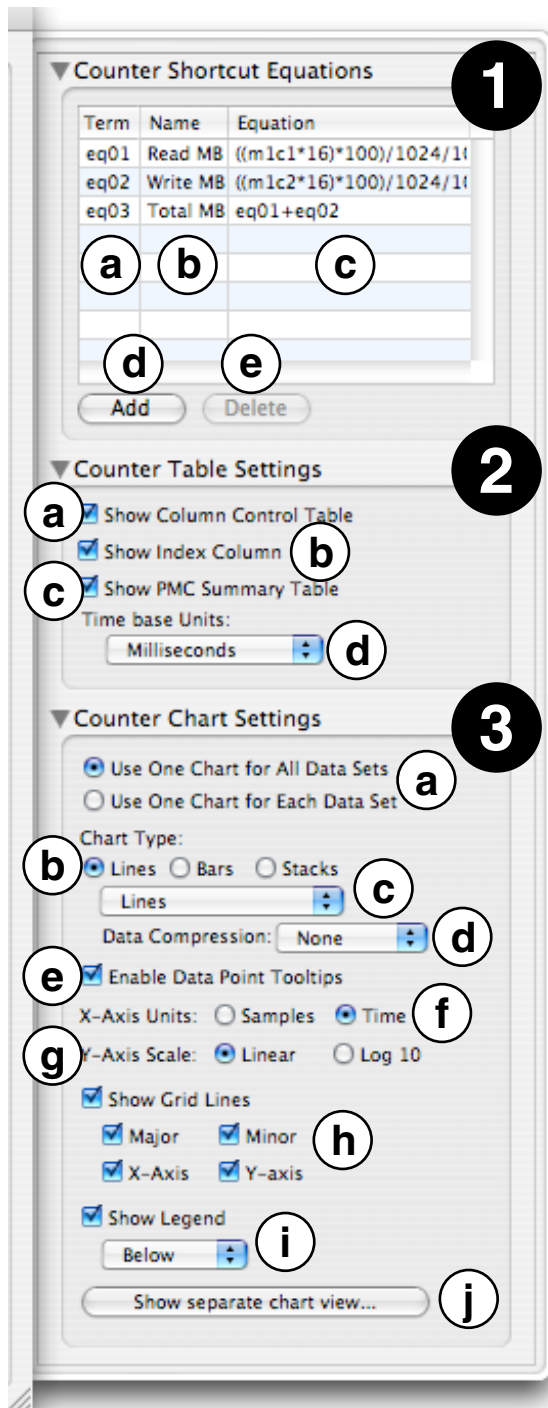 Counter Shortcut Equations 1
Term Name Equation
eq01 Read MB ((m1c1*16)*100)/1024/10
eq02 Write MB ((m1c2*16)*100)/1024/10
eq03 Total MB eq01+eq02
a b c
d e
Add Delete
Counter Table Settings 2
a Show Column Control Table
Show Index Column b
c Show PMC Summary Table
Time base Units:
Milliseconds d
Counter Chart Settings 3
Use One Chart for All Data Sets a
Use One Chart for Each Data Set
Chart Type:
b Lines Bars Stacks
Lines c
Data Compression: None d
e Enable Data Point Tooltips
X-Axis Units: Samples Time f
g Y-Axis Scale: Linear Log 10
Show Grid Lines
Major Minor h
X-Axis Y-axis
Show Legend
Below i
Show separate chart view... j